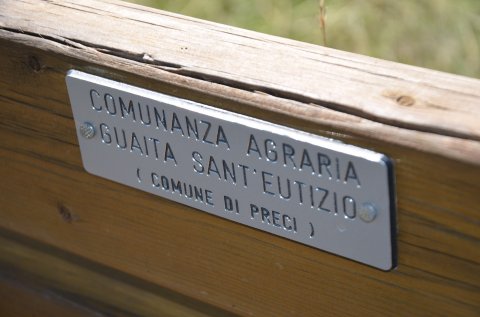 COMUNANZA AGRARIA
GUAITA SANT'EUTIZIO
( COMUNE DI PRECI )